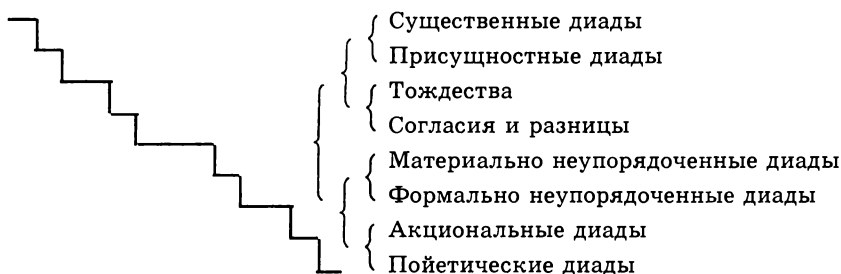 Существенные диады
Присущностные диады
Тождества
Согласия и разницы
Материально неупорядоченные диады
Формально неупорядоченные диады
Акциональные диады
Пойетические диады